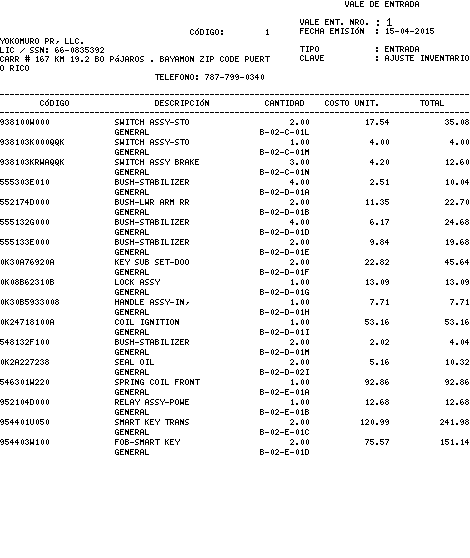 VALE DE ENTRADA
VALE ENT. NRO. : 1
CÓDIGO: 1 FECHA EMISIÓN : 15-04-2015
YOKOMURO PR, LLC.
LIC / SSN: 66-0835392 TIPO : ENTRADA
CARR # 167 KM 19.2 BO PÁJAROS . BAYAMON ZIP CODE PUERT CLAVE : AJUSTE INVENTARIO
O RICO
TELEFONO: 787-799-0340
CÓDIGO DESCRIPCIÓN CANTIDAD COSTO UNIT. TOTAL
938100W000 SWITCH ASSY-STO 2.00 17.54 35.08
GENERAL B-02-C-01L
938103K000QQK SWITCH ASSY-STO 1.00 4.00 4.00
GENERAL B-02-C-01M
938103KRWAQQK SWITCH ASSY BRAKE 3.00 4.20 12.60
GENERAL B-02-C-01N
555303E010 BUSH-STABILIZER 4.00 2.51 10.04
GENERAL B-02-D-01A
552174D000 BUSH-LWR ARM RR 2.00 11.35 22.70
GENERAL B-02-D-01B
555132G000 BUSH-STABILIZER 4.00 6.17 24.68
GENERAL B-02-D-01D
555133E000 BUSH-STABILIZER 2.00 9.84 19.68
GENERAL B-02-D-01E
0K30A76920A KEY SUB SET-DOO 2.00 22.82 45.64
GENERAL B-02-D-01F
0K08B62310B LOCK ASSY 1.00 13.09 13.09
GENERAL B-02-D-01G
0K30B5933008 HANDLE ASSY-IN, 1.00 7.71 7.71
GENERAL B-02-D-01H
0K24718100A COIL IGNITION 1.00 53.16 53.16
GENERAL B-02-D-01I
548132F100 BUSH-STABILIZER 2.00 2.02 4.04
GENERAL B-02-D-01M
0K2A227238 SEAL OIL 2.00 5.16 10.32
GENERAL B-02-D-02I
546301W220 SPRING COIL FRONT 1.00 92.86 92.86
GENERAL B-02-E-01A
952104D000 RELAY ASSY-POWE 1.00 12.68 12.68
GENERAL B-02-E-01B
954401U050 SMART KEY TRANS 2.00 120.99 241.98
GENERAL B-02-E-01C
954403W100 FOB-SMART KEY 2.00 75.57 151.14
GENERAL B-02-E-01D